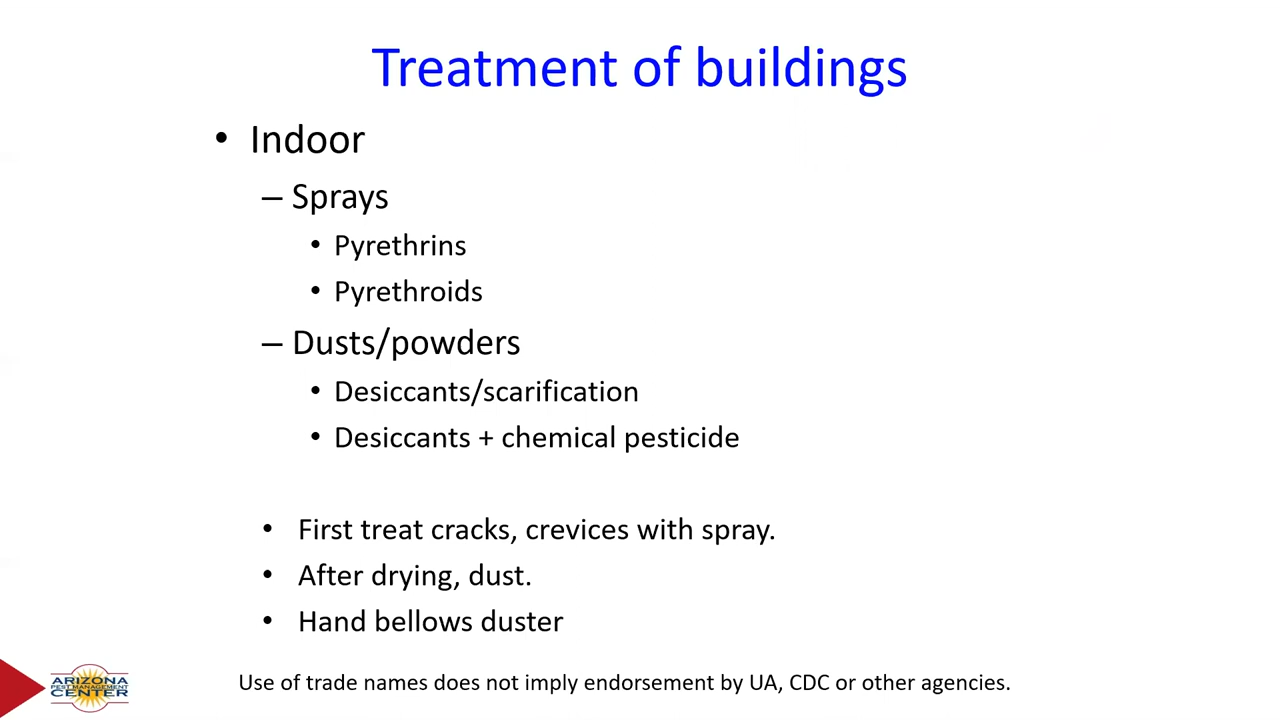 Treatment of buildings
• Indoor
– Sprays
• Pyrethrins
• Pyrethroids
– Dusts/powders
• Desiccants/scarification
• Desiccants + chemical pesticide
• First treat cracks, crevices with spray.
• After drying, dust.
• Hand bellows duster
ARIZONA
PEST MANAGEMENT
CENTER
Use of trade names does not imply endorsement by UA, CDC or other agencies.